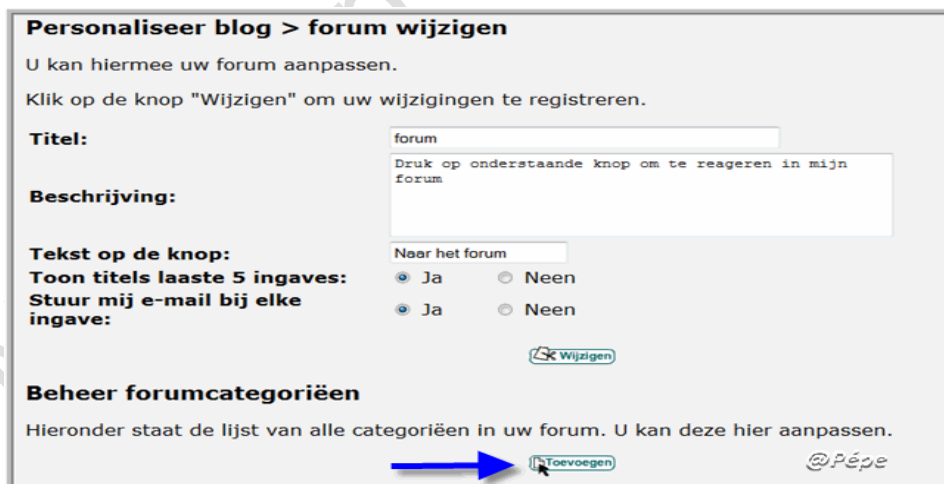 Personaliseer blog > forum wijzigen
U kan hiermee uw forum aanpassen.
Klik op de knop "Wijzigen" om uw wijzigingen te registreren.
Titel: forum
Beschrijving: Druk op onderstaande knop om te reageren in mijn
forum
Tekst op de knop: Naar het forum
Toon titels laaste 5 ingaves: Ja Neen
Stuur mij e-mail bij elke
ingave: Ja Neen
Wijzigen
Beheer forumcategoriëen
Hieronder staat de lijst van alle categoriëen in uw forum. U kan deze hier aanpassen.
Toevoegen
@Pépe